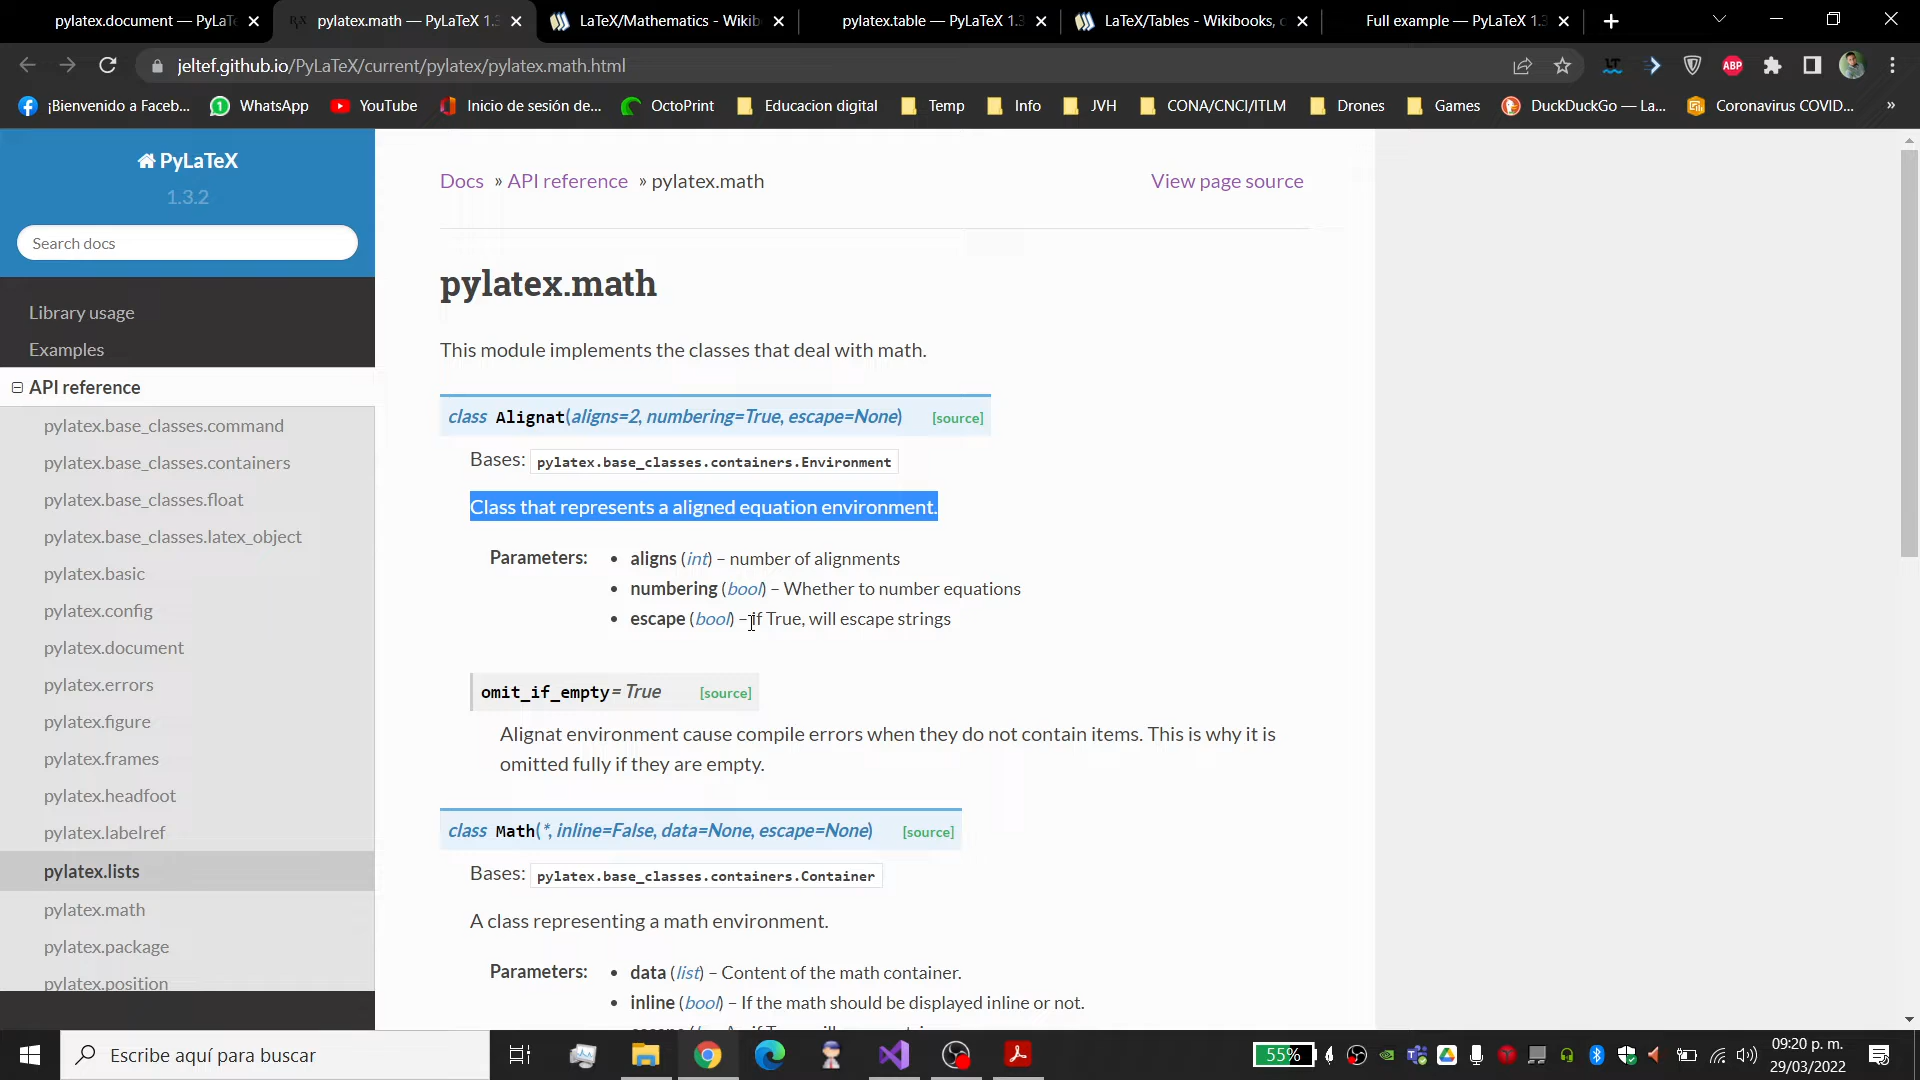 pylatex.document — PyLaT
pylatex.math — PyLaTeX 1.3
LaTeX/Mathematics - Wikib
pylatex.table — PyLaTeX 1.3
LaTeX/Tables - Wikibooks, o
Full example — PyLaTeX 1.3
jeltef.github.io/PyLaTeX/current/pylatex/pylatex.math.html
¡Bienvenido a Faceb...
WhatsApp
YouTube
Inicio de sesión de...
OctoPrint
Educacion digital
Temp
Info
JVH
CONA/CNCI/ITLM
Drones
Games
DuckDuckGo — La...
Coronavirus COVID...
»
PyLaTeX
1.3.2
Search docs
Library usage
Examples
API reference
pylatex.base_classes.command
pylatex.base_classes.containers
pylatex.base_classes.float
pylatex.base_classes.latex_object
pylatex.basic
pylatex.config
pylatex.document
pylatex.errors
pylatex.figure
pylatex.frames
pylatex.headfoot
pylatex.labelref
pylatex.lists
pylatex.math
pylatex.package
pylatex.position
Docs » API reference » pylatex.math
View page source
pylatex.math
This module implements the classes that deal with math.
class Alignat(aligns=2, numbering=True, escape=None) [source]
Bases: pylatex.base_classes.containers.Environment
Class that represents a aligned equation environment.
Parameters: • aligns (int) – number of alignments
• numbering (bool) – Whether to number equations
• escape (bool) – if True, will escape strings
omit_if_empty = True [source]
Alignat environment cause compile errors when they do not contain items. This is why it is
omitted fully if they are empty.
class Math(*, inline=False, data=None, escape=None) [source]
Bases: pylatex.base_classes.containers.Container
A class representing a math environment.
Parameters: • data (list) – Content of the math container.
• inline (bool) – If the math should be displayed inline or not.
Escribe aquí para buscar
55%
09:20 p. m.
29/03/2022